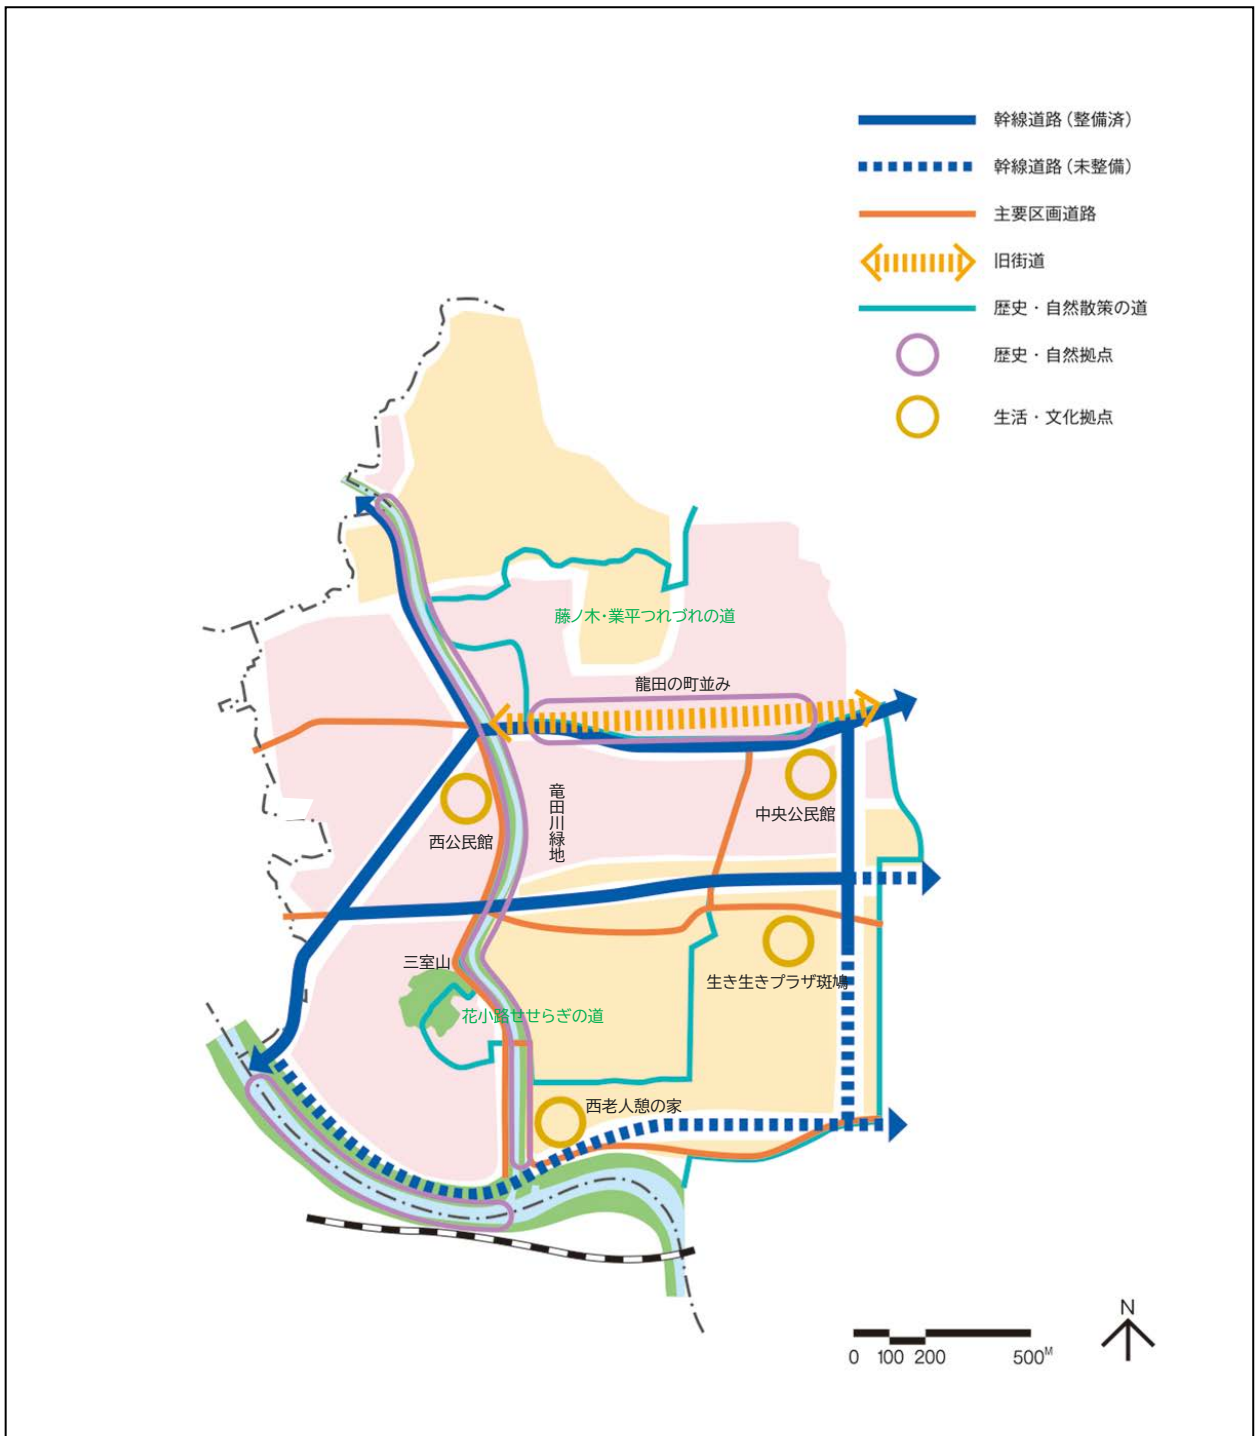 幹線道路（整備済）
幹線道路（未整備）
主要区画道路
旧街道
歴史・自然散策の道
歴史・自然拠点
生活・文化拠点
藤ノ木・業平つれづれの道
龍田の町並み
竜田川緑地
中央公民館
西公民館
三室山
生き生きプラザ斑鳩
花小路せせらぎの道
西老人憩の家
N
0 100 200 500M